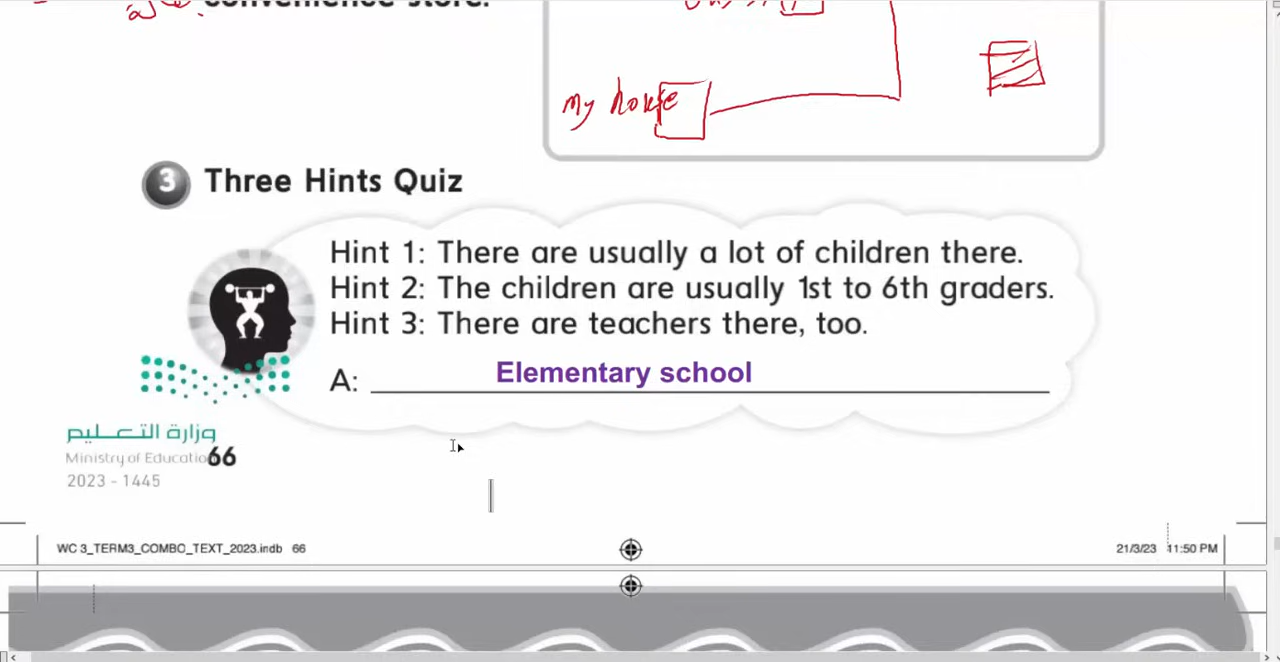 convenience store.
my house
3 Three Hints Quiz
Hint 1: There are usually a lot of children there.
Hint 2: The children are usually 1st to 6th graders.
Hint 3: There are teachers there, too.
A: Elementary school
وزارة التعليم
Ministry of Education 66
2023 - 1445
WC 3_TERM3_COMBO_TEXT_2023.indb 66 21/3/23 11:50 PM